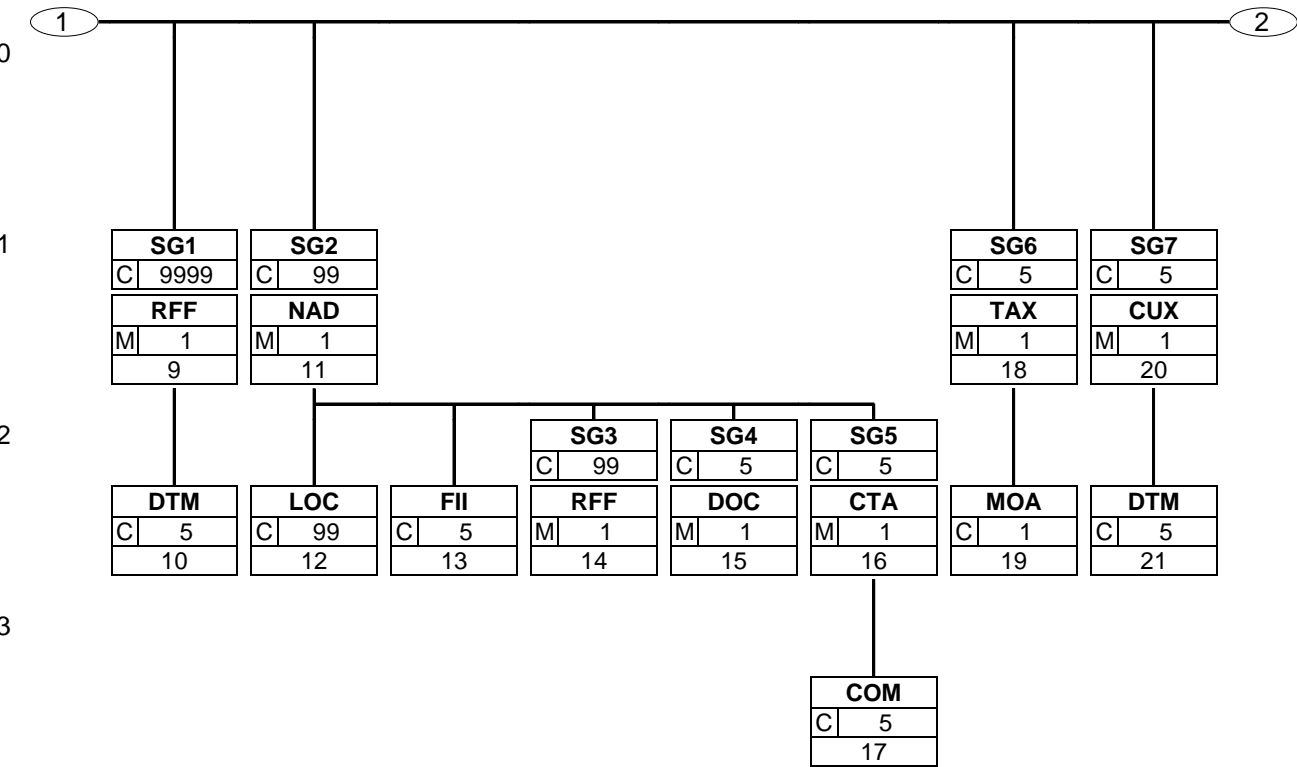 1 2
0
1
SG1 SG2 SG6 SG7
C 9999 C 99 C 5 C 5
RFF NAD TAX CUX
M 1 M 1 M 1 M 1
9 11 18 20
2
SG3 SG4 SG5
C 99 C 5 C 5
DTM LOC FII RFF DOC CTA MOA DTM
C 5 C 99 C 5 M 1 M 1 M 1 C 1 C 5
10 12 13 14 15 16 19 21
3
COM
C 5
17